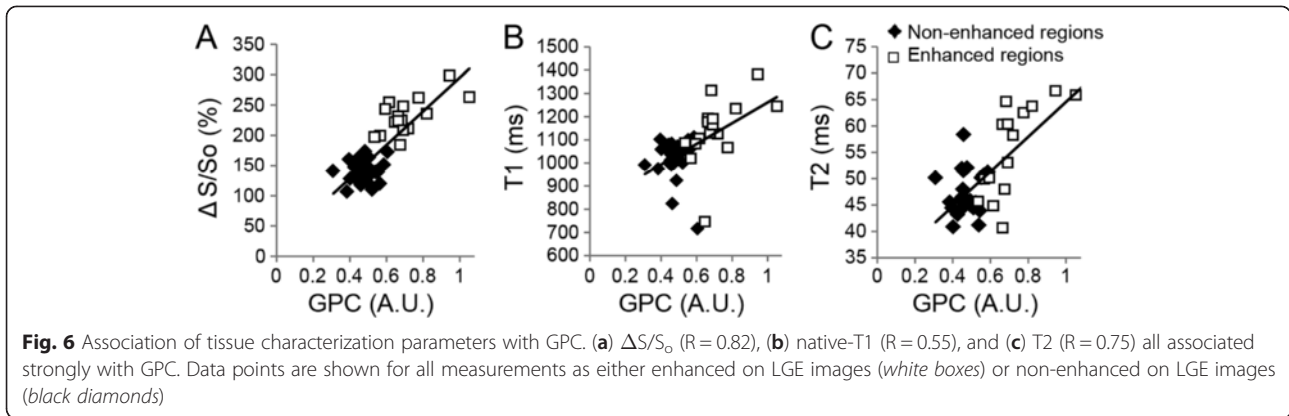 A B C
◆ Non-enhanced regions
□ Enhanced regions
ΔS/So (%)
350
300
250
200
150
100
50
0
0 0.2 0.4 0.6 0.8 1
GPC (A.U.)
T1 (ms)
1500
1400
1300
1200
1100
1000
900
800
700
600
0 0.2 0.4 0.6 0.8 1
GPC (A.U.)
T2 (ms)
75
70
65
60
55
50
45
40
35
0 0.2 0.4 0.6 0.8 1
GPC (A.U.)
Fig. 6 Association of tissue characterization parameters with GPC. (a) ΔS/So (R = 0.82), (b) native-T1 (R = 0.55), and (c) T2 (R = 0.75) all associated
strongly with GPC. Data points are shown for all measurements as either enhanced on LGE images (white boxes) or non-enhanced on LGE images
(black diamonds)